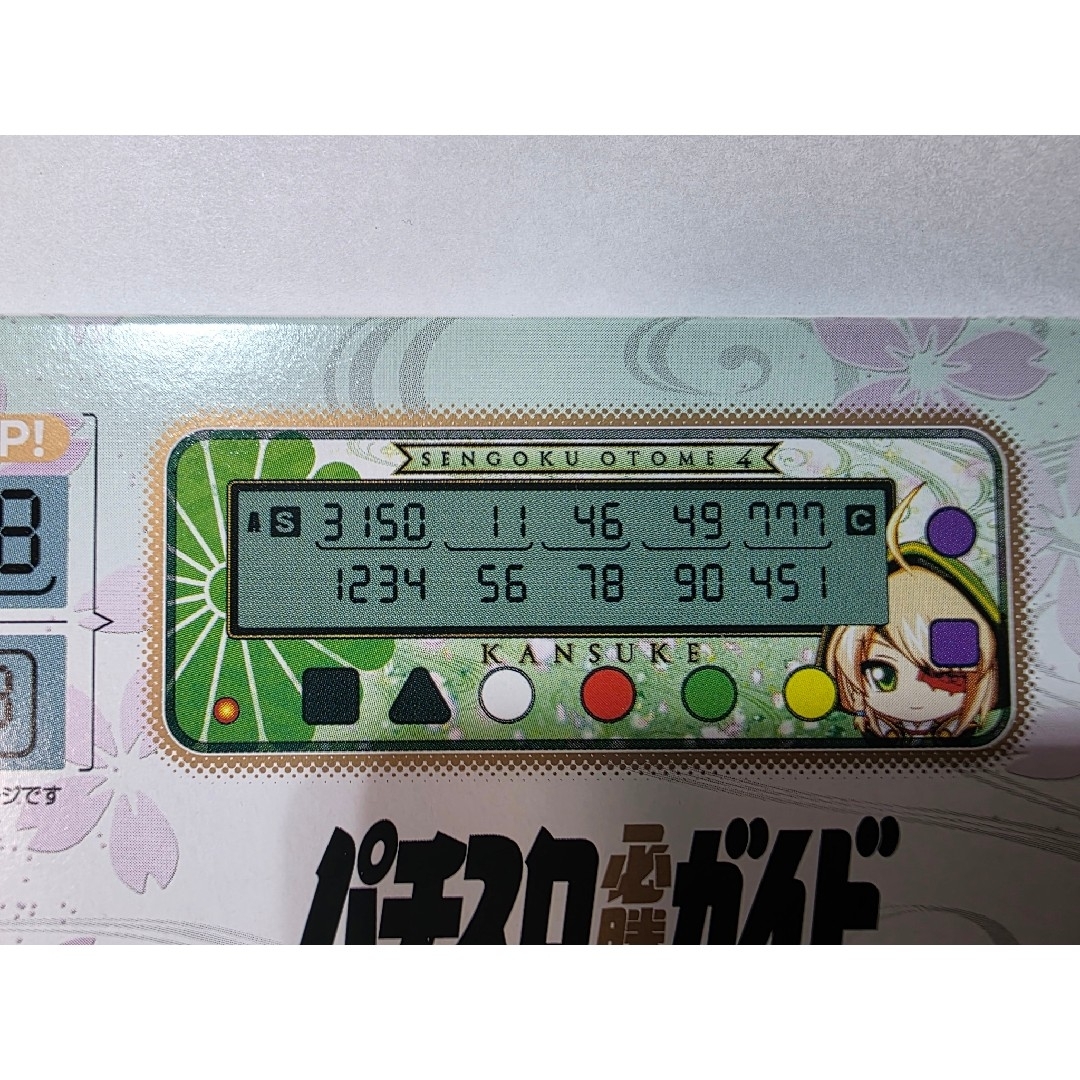 P!
SENGOKU OTOME 4
A S 3150 11 46 49 777 C
8
1234 56 78 90 451
KANSUKE
ジです
パチスロ必勝ガイド